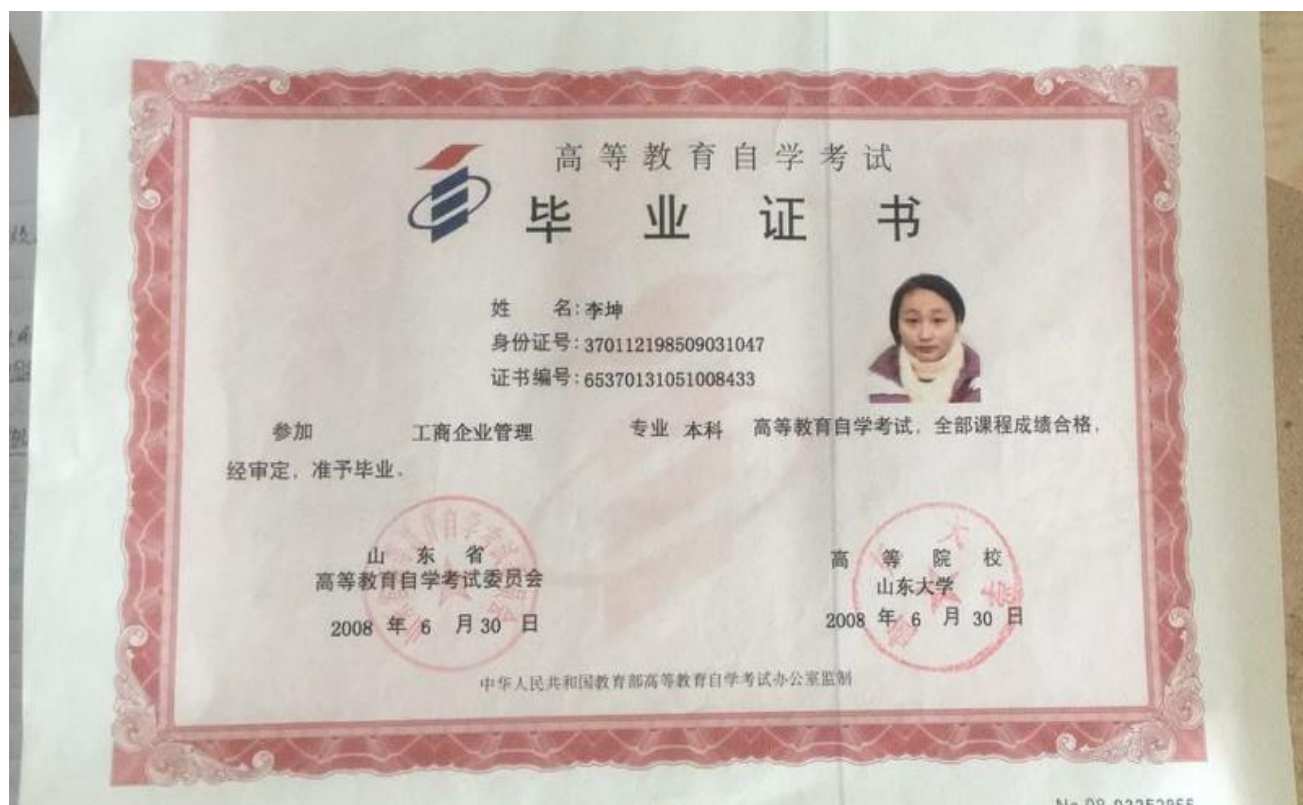 高等教育自学考试
毕业证书
姓 名:李坤
身份证号:370112198509031047
证书编号:65370131051008433
参加 工商企业管理 专业 本科 高等教育自学考试,全部课程成绩合格,
经审定,准予毕业。
山东省
高等教育自学考试委员会
2008 年 6 月 30 日
高等院校
山东大学
2008 年 6 月 30 日
中华人民共和国教育部高等教育自学考试办公室监制